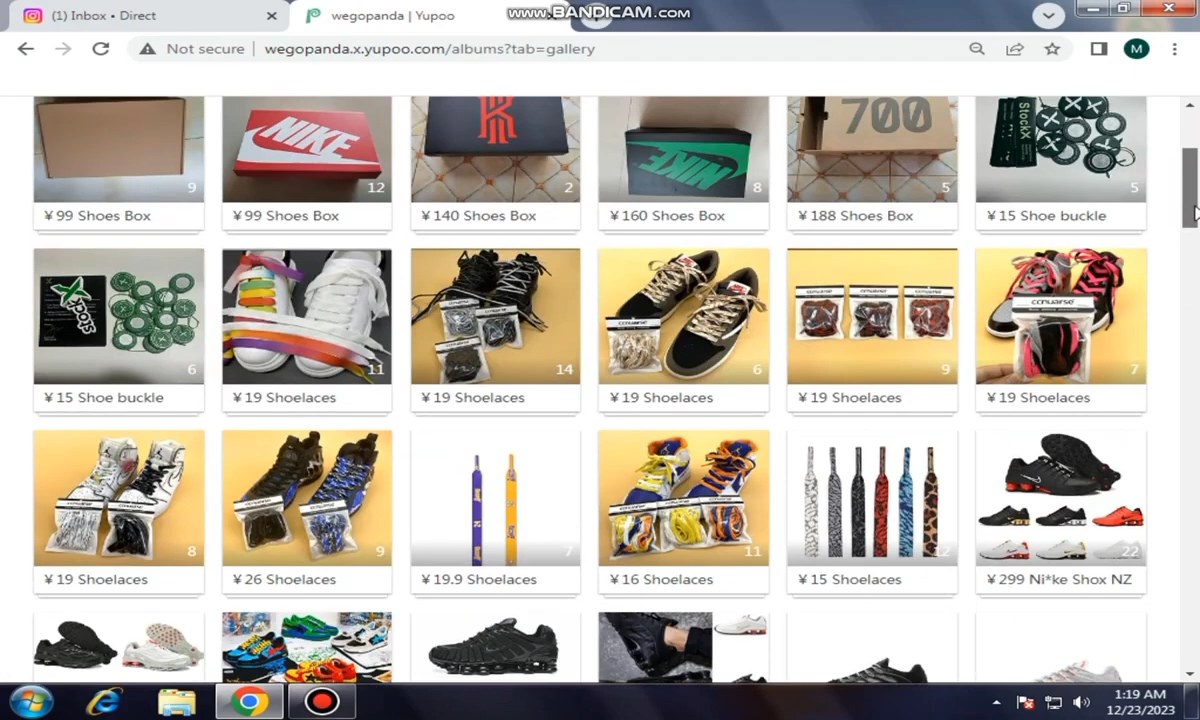 (1) Inbox • Direct
wegopanda | Yupoo
www.BANDICAM.com
Not secure
wegopanda.x.yupoo.com/albums?tab=gallery
M
9
NIKE
12
2
NIKE
8
700
5
StockX
5
¥ 99 Shoes Box
¥ 99 Shoes Box
¥ 140 Shoes Box
¥ 160 Shoes Box
¥ 188 Shoes Box
¥ 15 Shoe buckle
StockX
6
11
14
6
9
7
¥ 15 Shoe buckle
¥ 19 Shoelaces
¥ 19 Shoelaces
¥ 19 Shoelaces
¥ 19 Shoelaces
¥ 19 Shoelaces
8
9
7
11
12
22
¥ 19 Shoelaces
¥ 26 Shoelaces
¥ 19.9 Shoelaces
¥ 16 Shoelaces
¥ 15 Shoelaces
¥ 299 Ni*ke Shox NZ
1:19 AM
12/23/2023